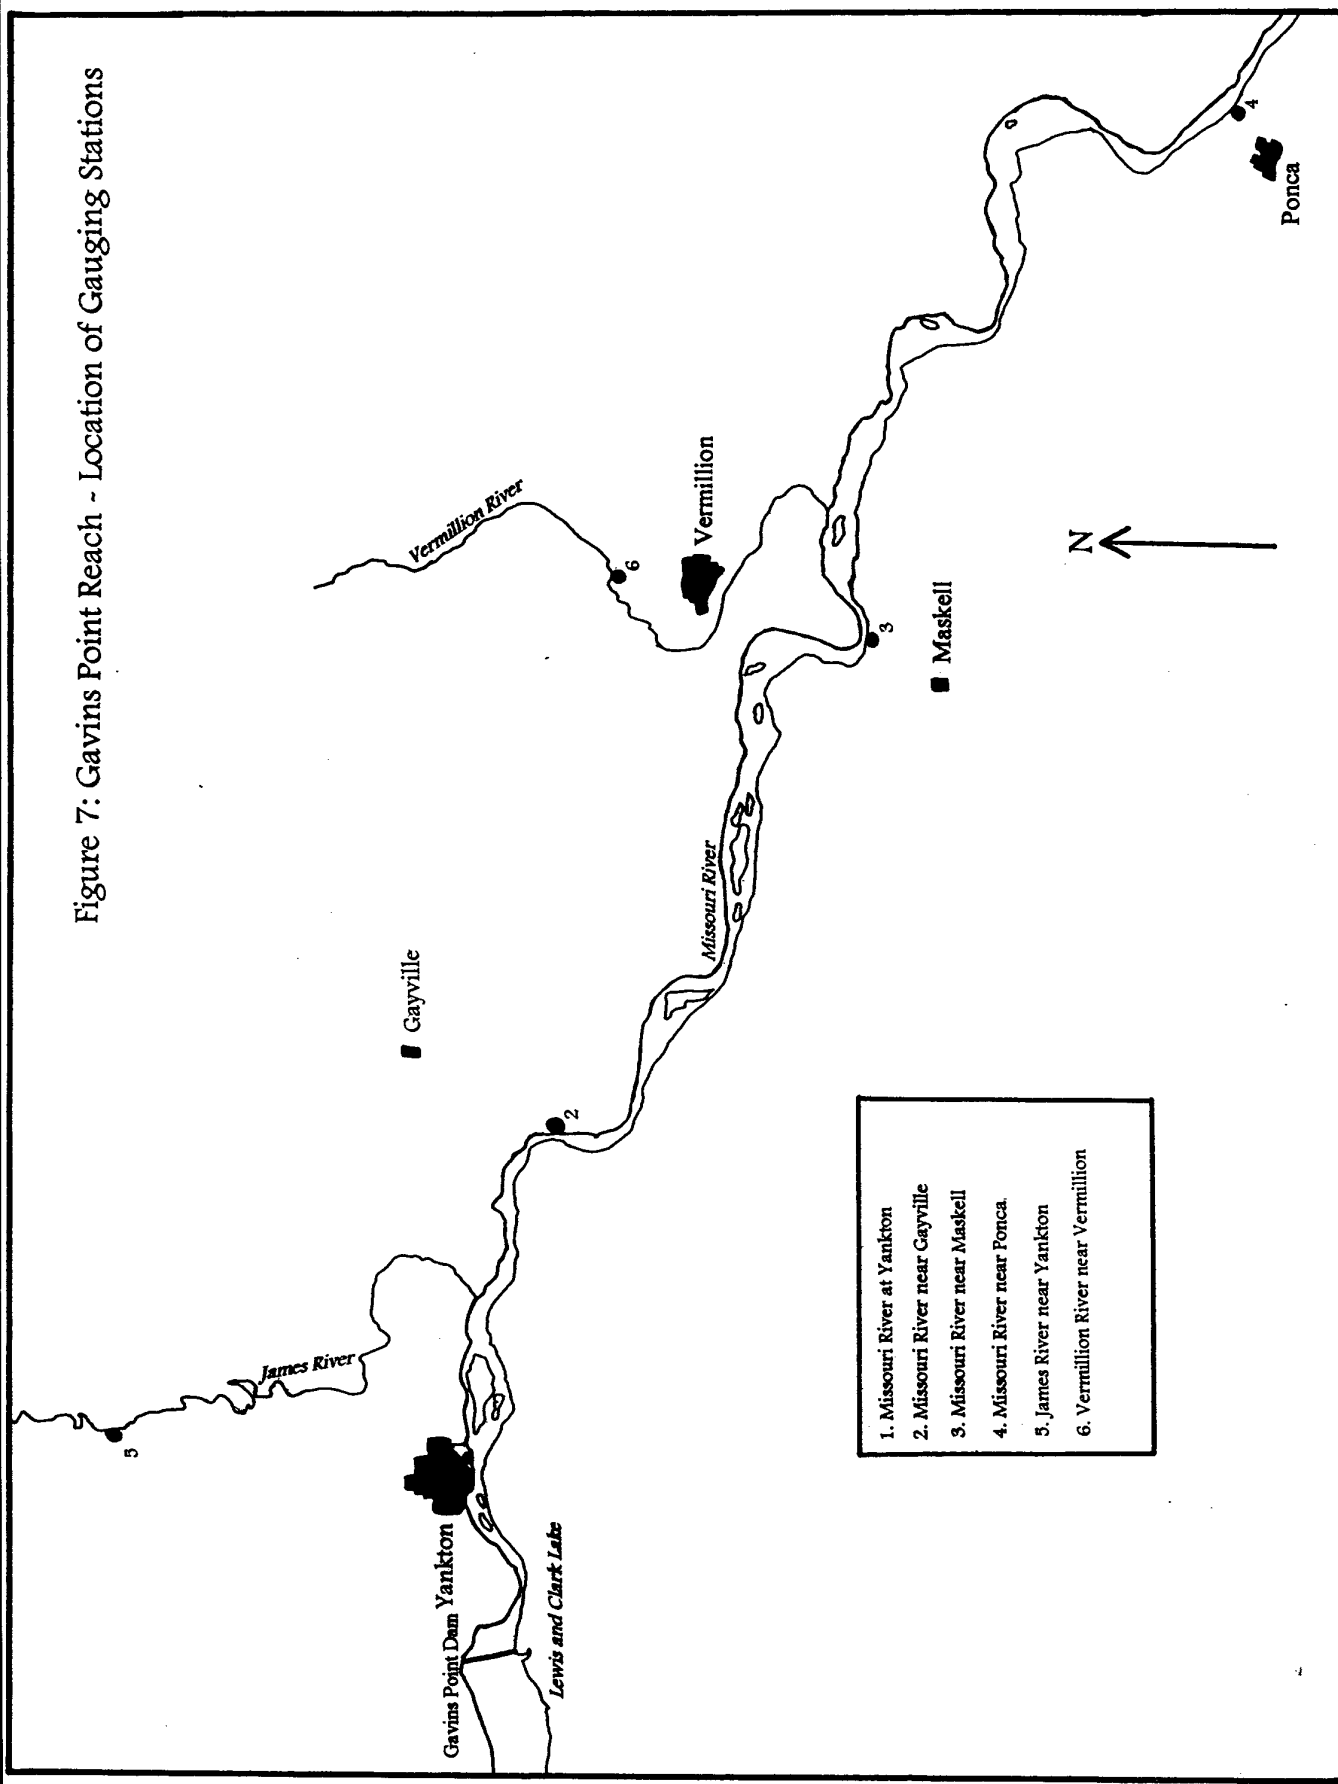 Figure 7: Gavins Point Reach - Location of Gauging Stations
5
James River
Gayville
Vermillion River
6
Vermillion
Gavins Point Dam
Yankton
Lewis and Clark Lake
2
Missouri River
3
Maskell
N
4
Ponca
1. Missouri River at Yankton
2. Missouri River near Gayville
3. Missouri River near Maskell
4. Missouri River near Ponca.
5. James River near Yankton
6. Vermillion River near Vermillion